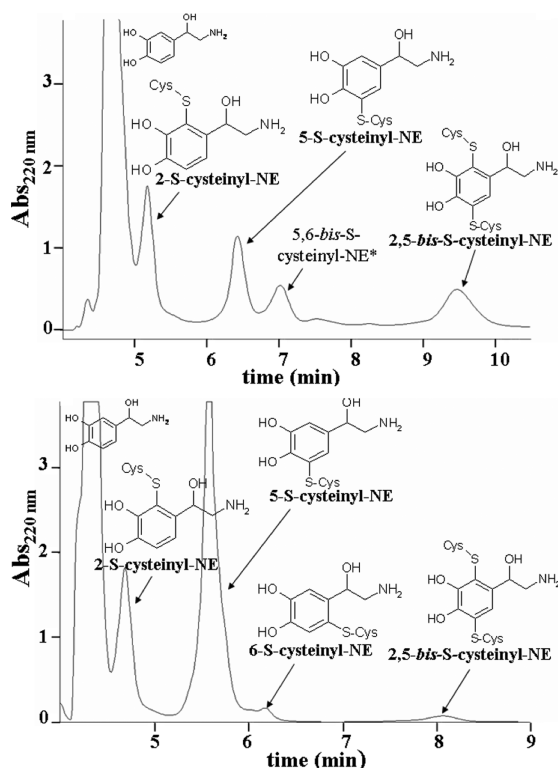 3
2
1
0
Abs220 nm
5
6
7
8
9
10
time (min)
HO
HO
OH
NH2
Cys
S
OH
HO
HO
NH2
2-S-cysteinyl-NE
OH
HO
HO
NH2
S-Cys
5-S-cysteinyl-NE
5,6-bis-S-
cysteinyl-NE*
Cys
S
OH
HO
HO
NH2
S-Cys
2,5-bis-S-cysteinyl-NE
3
2
1
0
Abs220 nm
5
6
7
8
9
time (min)
HO
HO
OH
NH2
Cys
S
OH
HO
HO
NH2
2-S-cysteinyl-NE
OH
HO
HO
NH2
S-Cys
5-S-cysteinyl-NE
OH
HO
HO
NH2
S-Cys
6-S-cysteinyl-NE
Cys
S
OH
HO
HO
NH2
S-Cys
2,5-bis-S-cysteinyl-NE